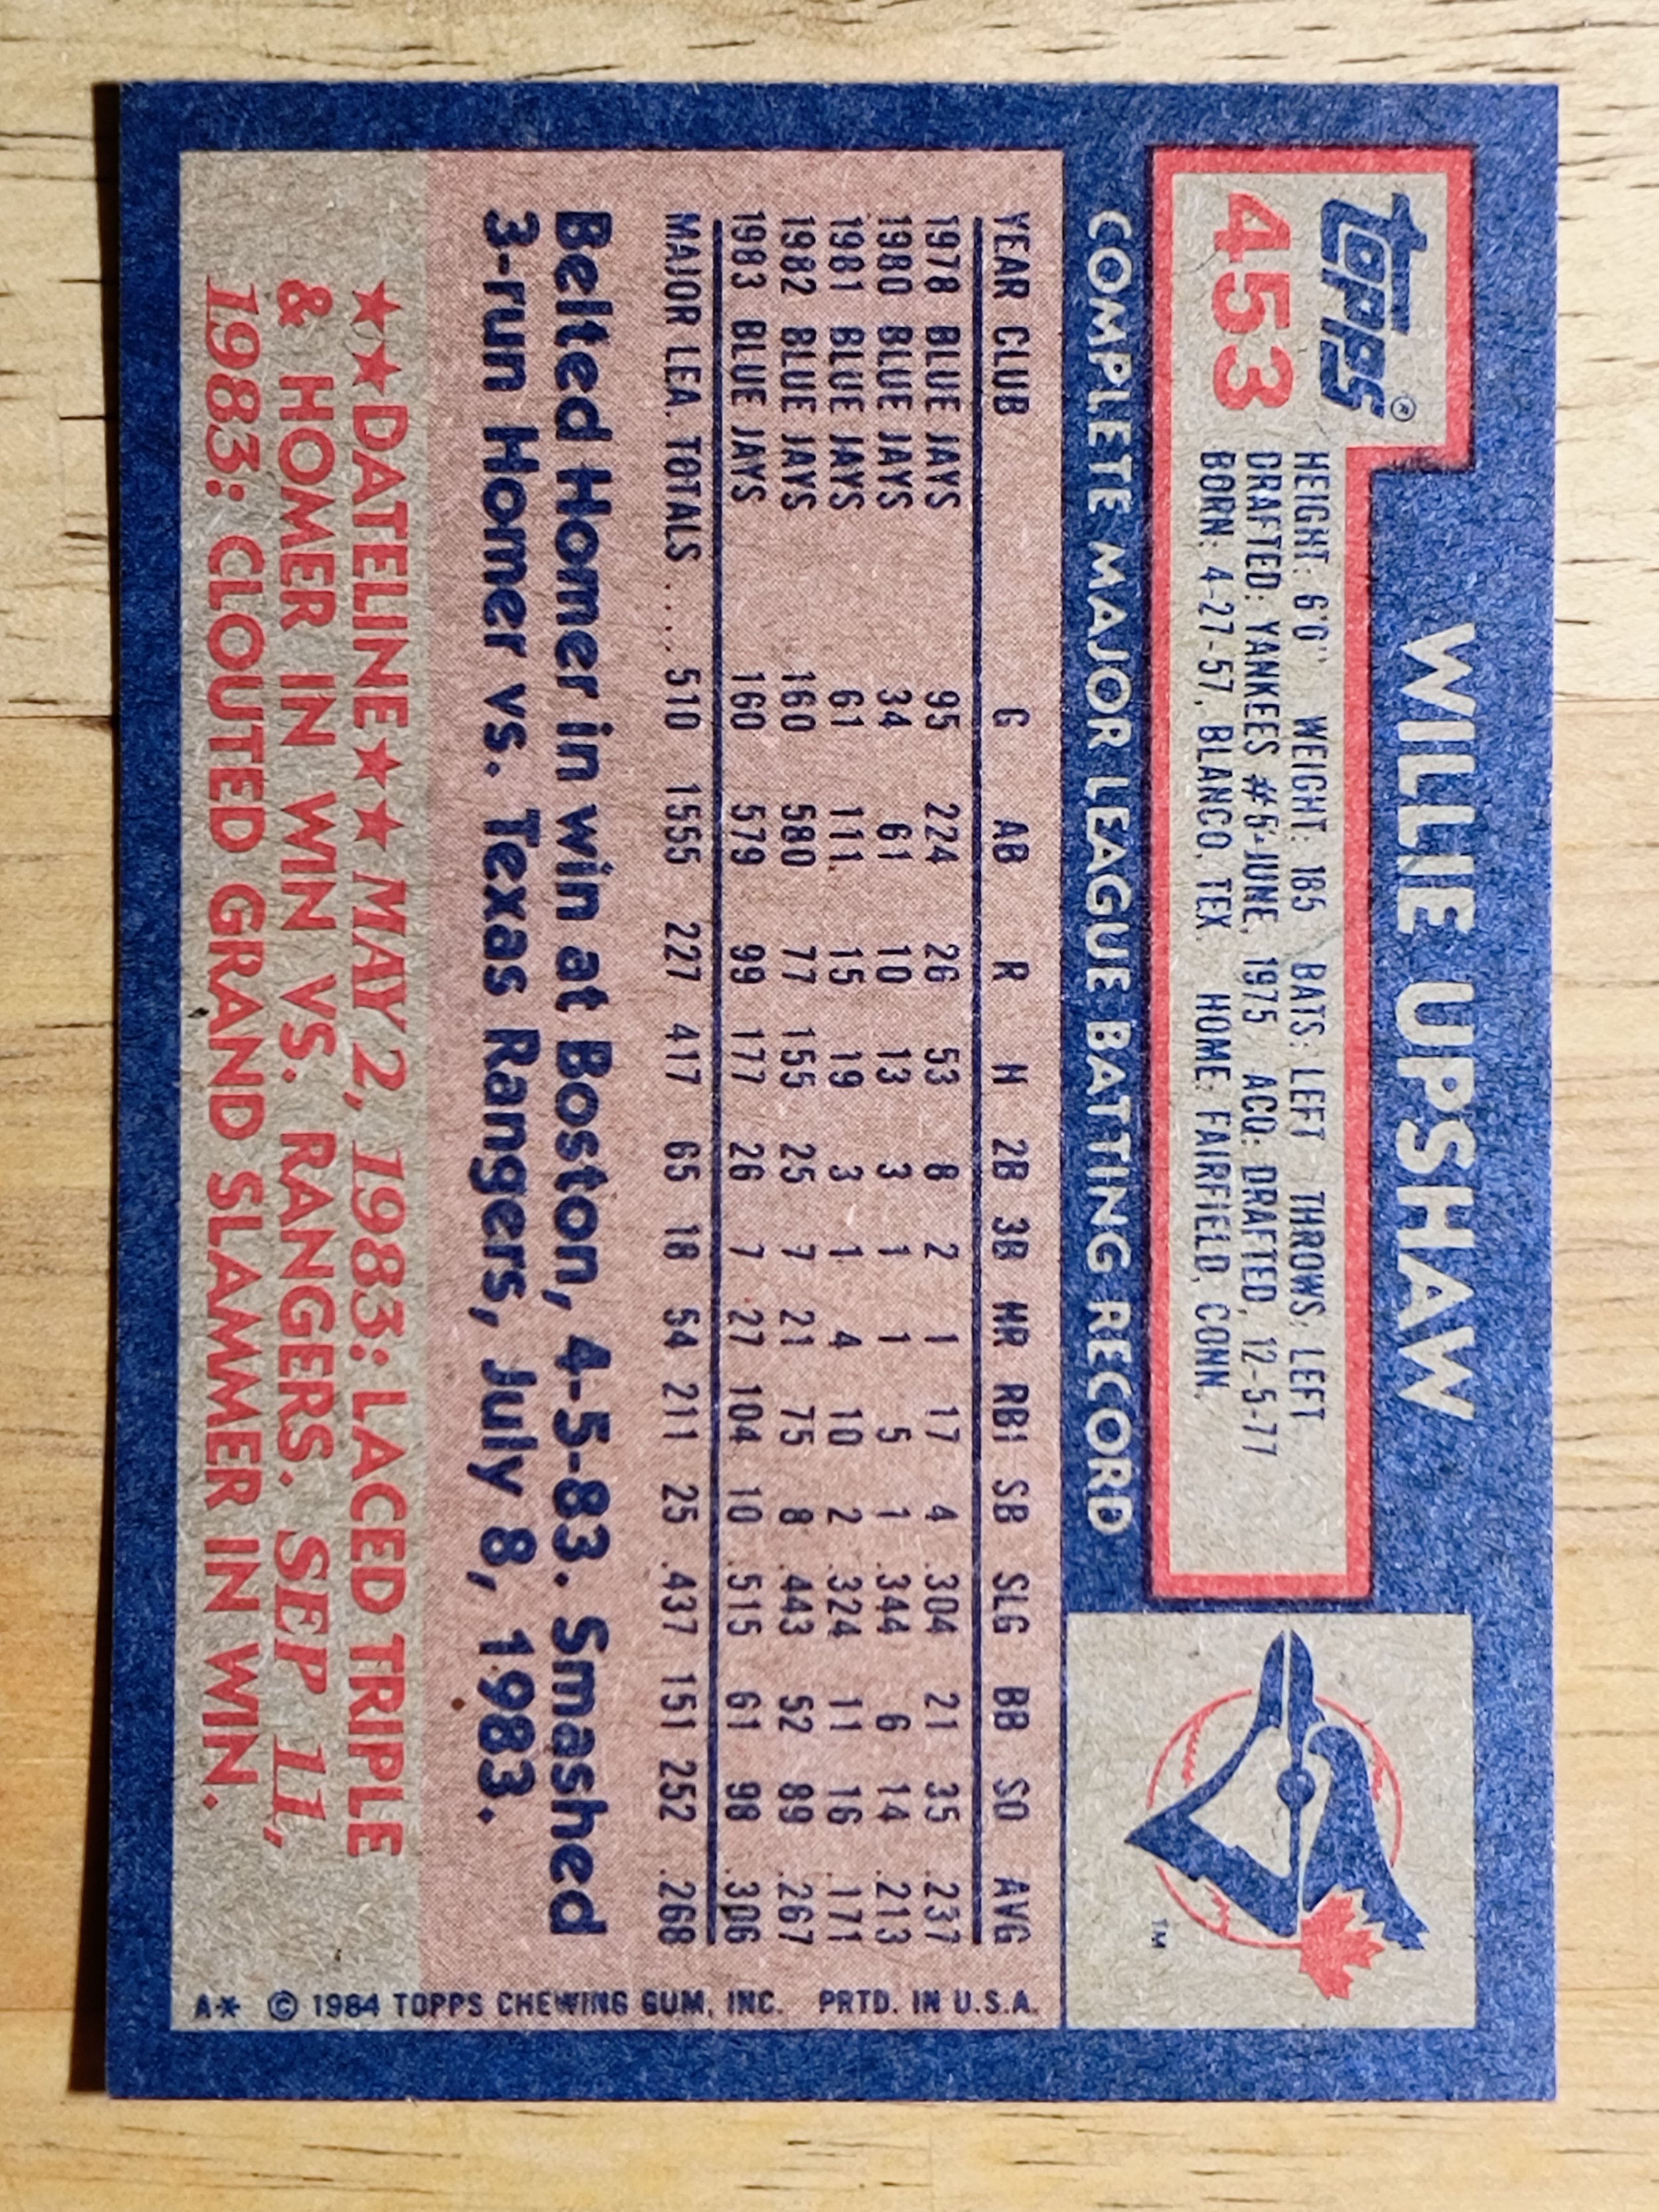 WILLIE UPSHAW
Topps®
453
HEIGHT: 6'0" WEIGHT: 185 BATS: LEFT THROWS: LEFT
DRAFTED: YANKEES #5-JUNE, 1975 ACQ: DRAFTED, 12-5-77
BORN: 4-27-57, BLANCO, TEX. HOME: FAIRFIELD, CONN.
TM
COMPLETE MAJOR LEAGUE BATTING RECORD
YEAR CLUB G AB R H 2B 3B HR RBI SB SLG BB SO AVG
1978 BLUE JAYS 95 224 26 53 8 2 1 17 4 .304 21 35 .237
1980 BLUE JAYS 34 61 10 13 3 1 1 5 1 .344 6 14 .213
1981 BLUE JAYS 61 111 15 19 3 1 4 10 2 .324 11 16 .171
1982 BLUE JAYS 160 580 77 155 25 7 21 75 8 .443 52 89 .267
1983 BLUE JAYS 160 579 99 177 26 7 27 104 10 .515 61 98 .306
MAJOR LEA. TOTALS .... 510 1555 227 417 65 18 54 211 25 .437 151 252 .268
Belted Homer in win at Boston, 4-5-83. Smashed
3-run Homer vs. Texas Rangers, July 8, 1983.
★★DATELINE★★ MAY 2, 1983: LACED TRIPLE
& HOMER IN WIN VS. RANGERS. SEP 11,
1983: CLOUTED GRAND SLAMMER IN WIN.
A* © 1984 TOPPS CHEWING GUM, INC. PRTD. IN U.S.A.